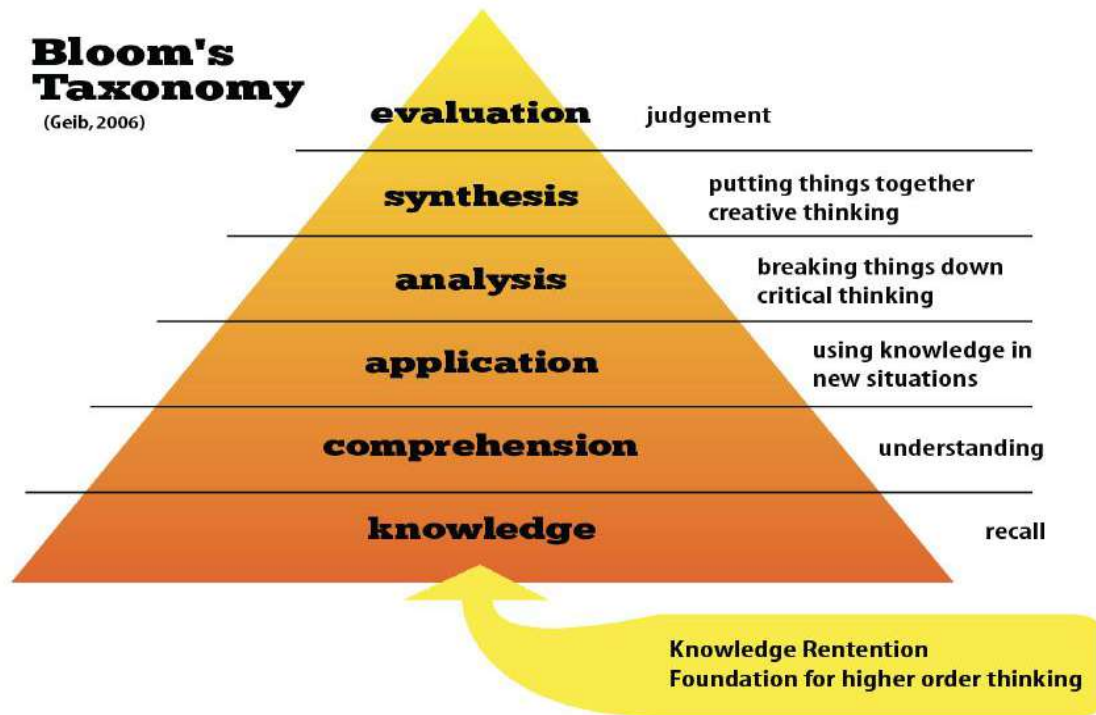 Bloom's
Taxonomy
(Geib, 2006)
evaluation
judgement
synthesis
putting things together
creative thinking
analysis
breaking things down
critical thinking
application
using knowledge in
new situations
comprehension
understanding
knowledge
recall
Knowledge Rentention
Foundation for higher order thinking